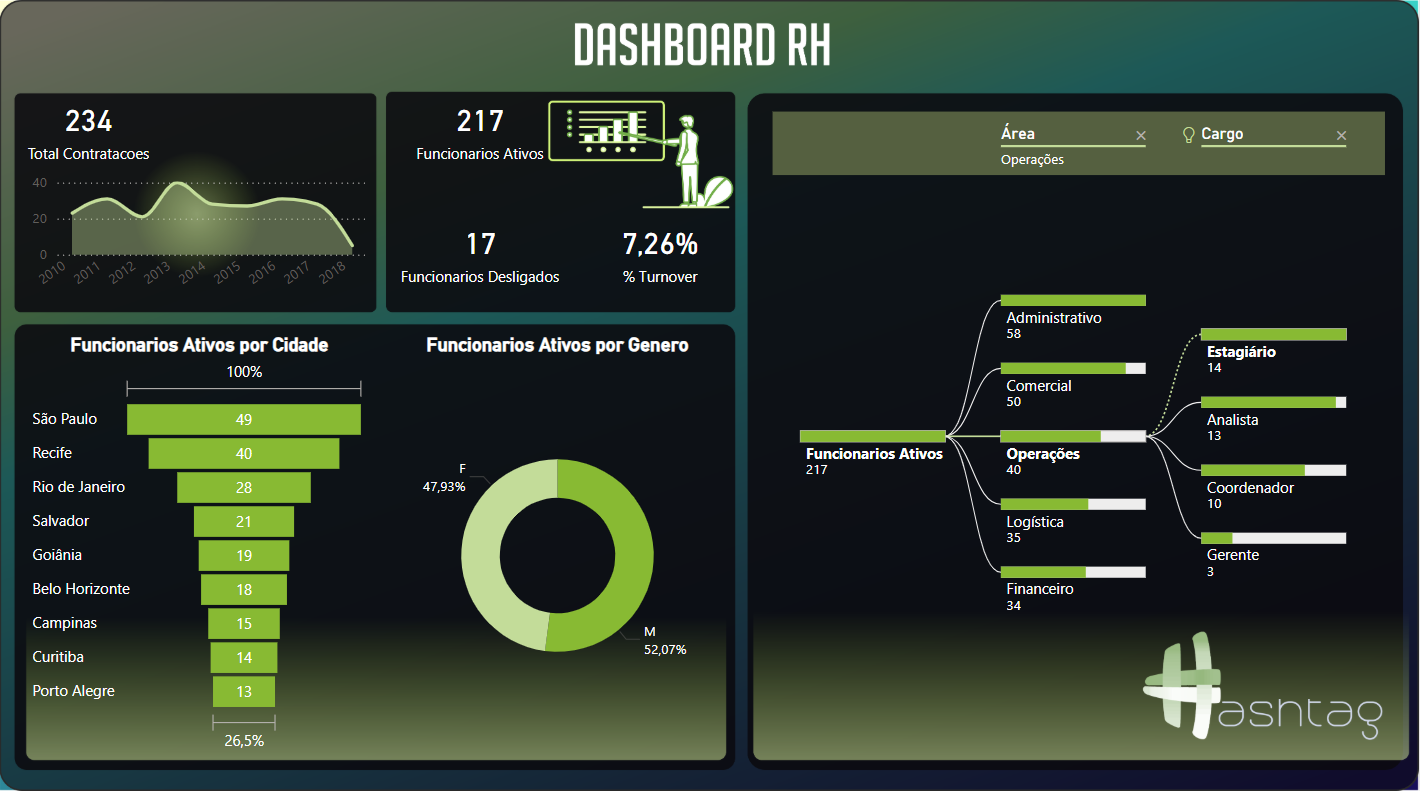 DASHBOARD RH
234
Total Contratacoes
40
20
0
2010 2011 2012 2013 2014 2015 2016 2017 2018
217
Funcionarios Ativos
17
Funcionarios Desligados
7,26%
% Turnover
Funcionarios Ativos por Cidade
100%
São Paulo 49
Recife 40
Rio de Janeiro 28
Salvador 21
Goiânia 19
Belo Horizonte 18
Campinas 15
Curitiba 14
Porto Alegre 13
26,5%
Funcionarios Ativos por Genero
F
47,93%
M
52,07%
Área
Operações
Cargo
Funcionarios Ativos
217
Administrativo
58
Comercial
50
Operações
40
Logística
35
Financeiro
34
Estagiário
14
Analista
13
Coordenador
10
Gerente
3
Hashtag